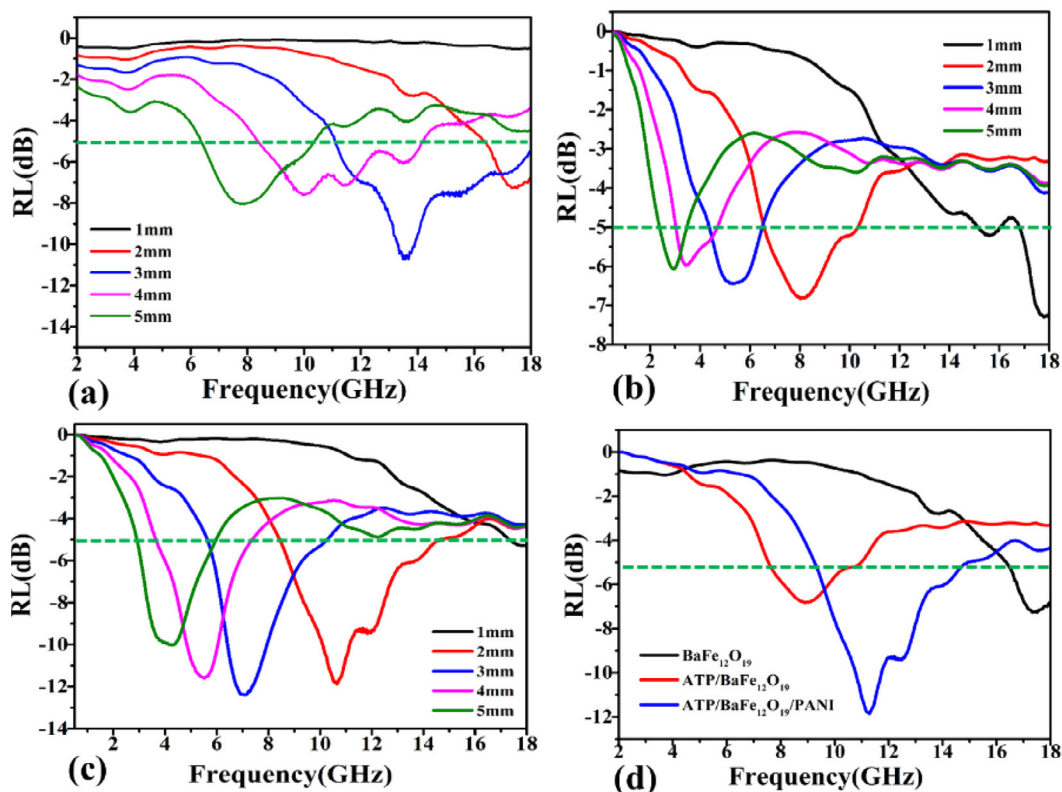 0
-2
-4
-6
-8
-10
-12
-14
RL(dB)
1mm
2mm
3mm
4mm
5mm
2 4 6 8 10 12 14 16 18
Frequency(GHz)
(a)
0
-1
-2
-3
-4
-5
-6
-7
-8
RL(dB)
1mm
2mm
3mm
4mm
5mm
2 4 6 8 10 12 14 16 18
Frequency(GHz)
(b)
0
-2
-4
-6
-8
-10
-12
-14
RL(dB)
1mm
2mm
3mm
4mm
5mm
2 4 6 8 10 12 14 16 18
Frequency(GHz)
(c)
0
-2
-4
-6
-8
-10
-12
RL(dB)
BaFe₁₂O₁₉
ATP/BaFe₁₂O₁₉
ATP/BaFe₁₂O₁₉/PANI
2 4 6 8 10 12 14 16 18
Frequency(GHz)
(d)